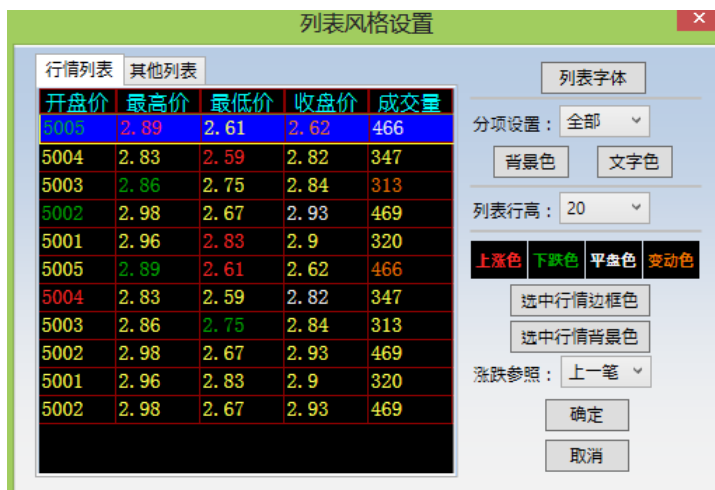 列表风格设置
行情列表 其他列表
开盘价 最高价 最低价 收盘价 成交量
5005 2.89 2.61 2.62 466
5004 2.83 2.59 2.82 347
5003 2.86 2.75 2.84 313
5002 2.98 2.67 2.93 469
5001 2.96 2.83 2.9 320
5005 2.89 2.61 2.62 466
5004 2.83 2.59 2.82 347
5003 2.86 2.75 2.84 313
5002 2.98 2.67 2.93 469
5001 2.96 2.83 2.9 320
5002 2.98 2.67 2.93 469
列表字体
分项设置： 全部
背景色 文字色
列表行高： 20
上涨色 下跌色 平盘色 变动色
选中行情边框色
选中行情背景色
涨跌参照： 上一笔
确定
取消